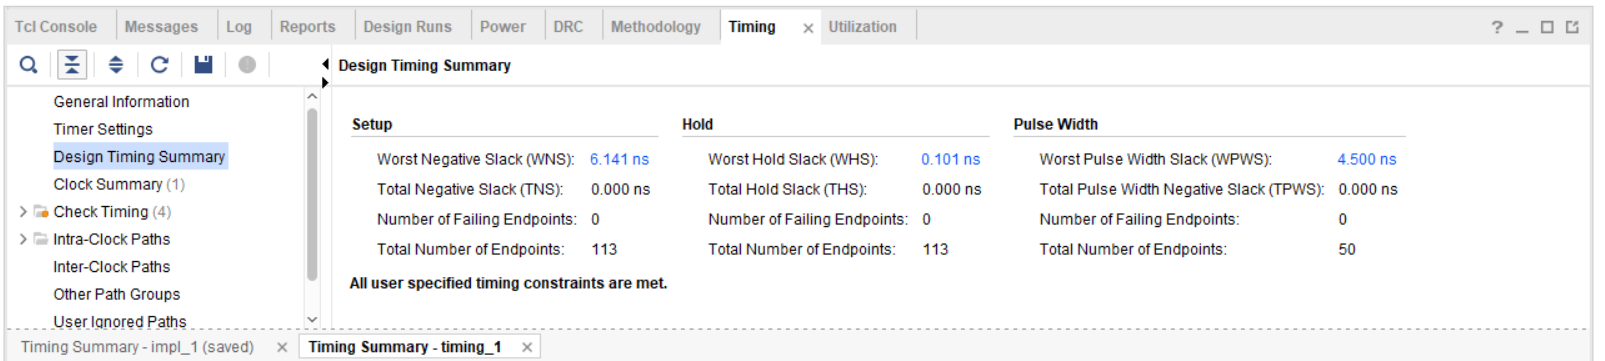 Tcl Console Messages Log Reports Design Runs Power DRC Methodology Timing × Utilization ?
Design Timing Summary
General Information
Timer Settings
Design Timing Summary
Clock Summary (1)
Check Timing (4)
Intra-Clock Paths
Inter-Clock Paths
Other Path Groups
User Ignored Paths
Setup Hold Pulse Width
Worst Negative Slack (WNS): 6.141 ns Worst Hold Slack (WHS): 0.101 ns Worst Pulse Width Slack (WPWS): 4.500 ns
Total Negative Slack (TNS): 0.000 ns Total Hold Slack (THS): 0.000 ns Total Pulse Width Negative Slack (TPWS): 0.000 ns
Number of Failing Endpoints: 0 Number of Failing Endpoints: 0 Number of Failing Endpoints: 0
Total Number of Endpoints: 113 Total Number of Endpoints: 113 Total Number of Endpoints: 50
All user specified timing constraints are met.
Timing Summary - impl_1 (saved) × Timing Summary - timing_1 ×